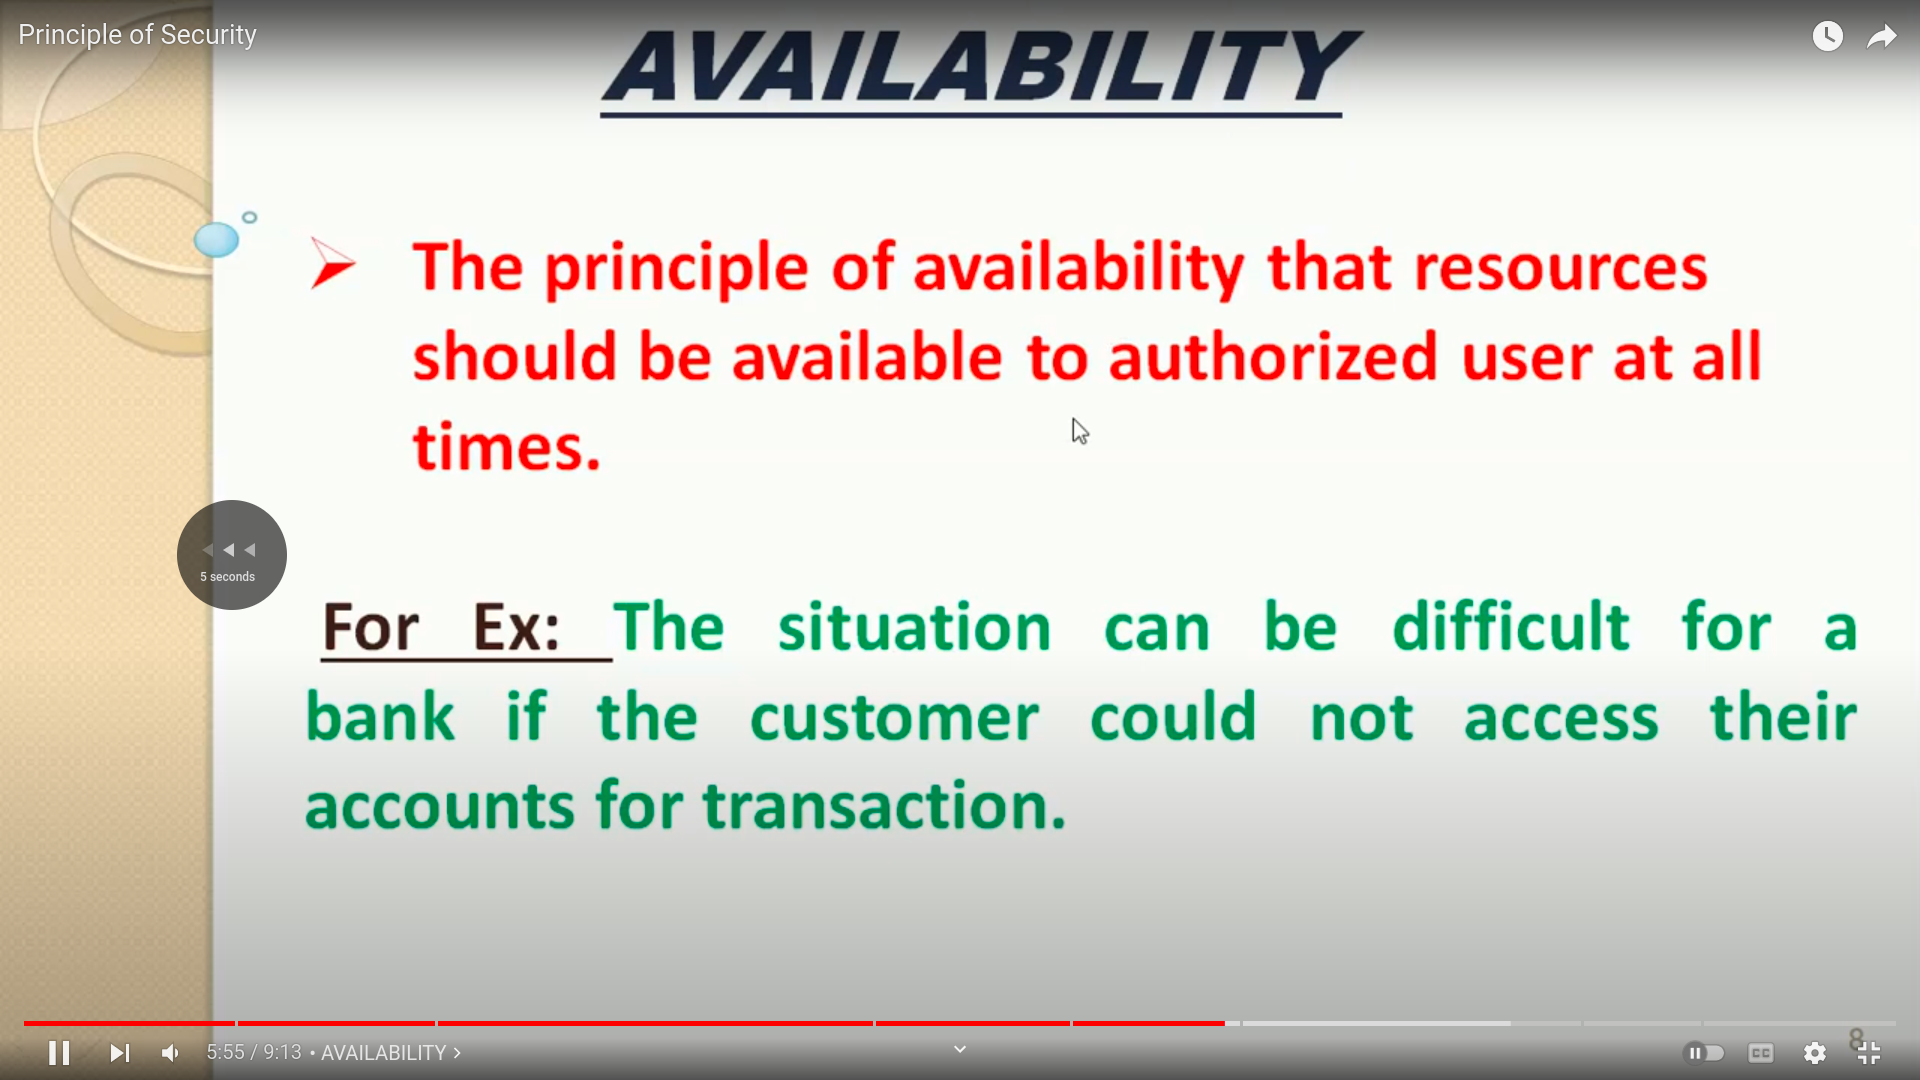 Principle of Security
AVAILABILITY
The principle of availability that resources
should be available to authorized user at all
times.
5 seconds
For Ex: The situation can be difficult for a
bank if the customer could not access their
accounts for transaction.
8
5:55 / 9:13 • AVAILABILITY
CC